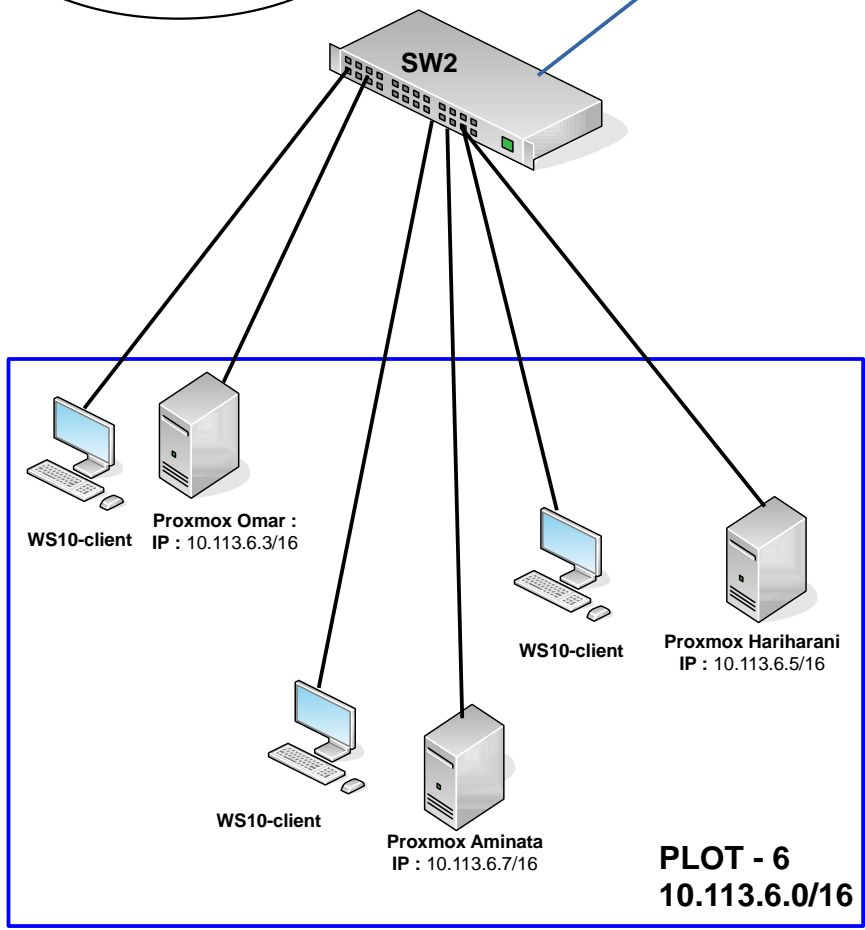 SW2
WS10-client
Proxmox Omar :
IP : 10.113.6.3/16
WS10-client
Proxmox Hariharani
IP : 10.113.6.5/16
WS10-client
Proxmox Aminata
IP : 10.113.6.7/16
PLOT - 6
10.113.6.0/16